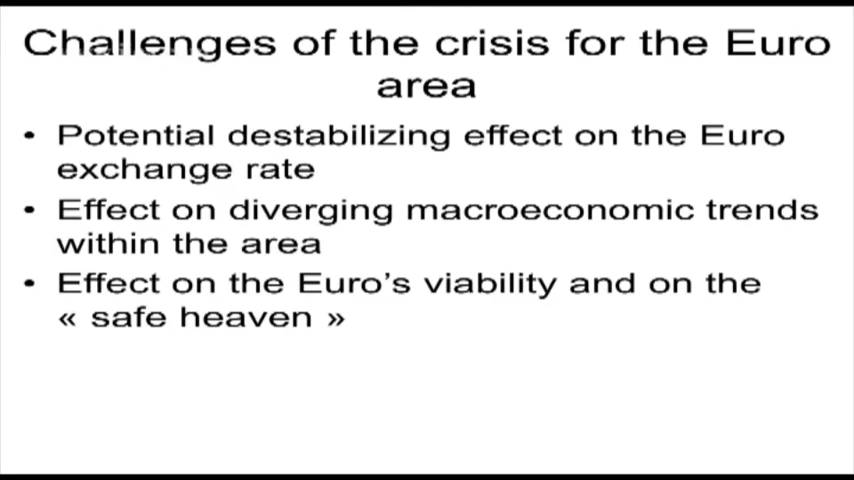 Challenges of the crisis for the Euro
area
• Potential destabilizing effect on the Euro
exchange rate
• Effect on diverging macroeconomic trends
within the area
• Effect on the Euro's viability and on the
« safe heaven »